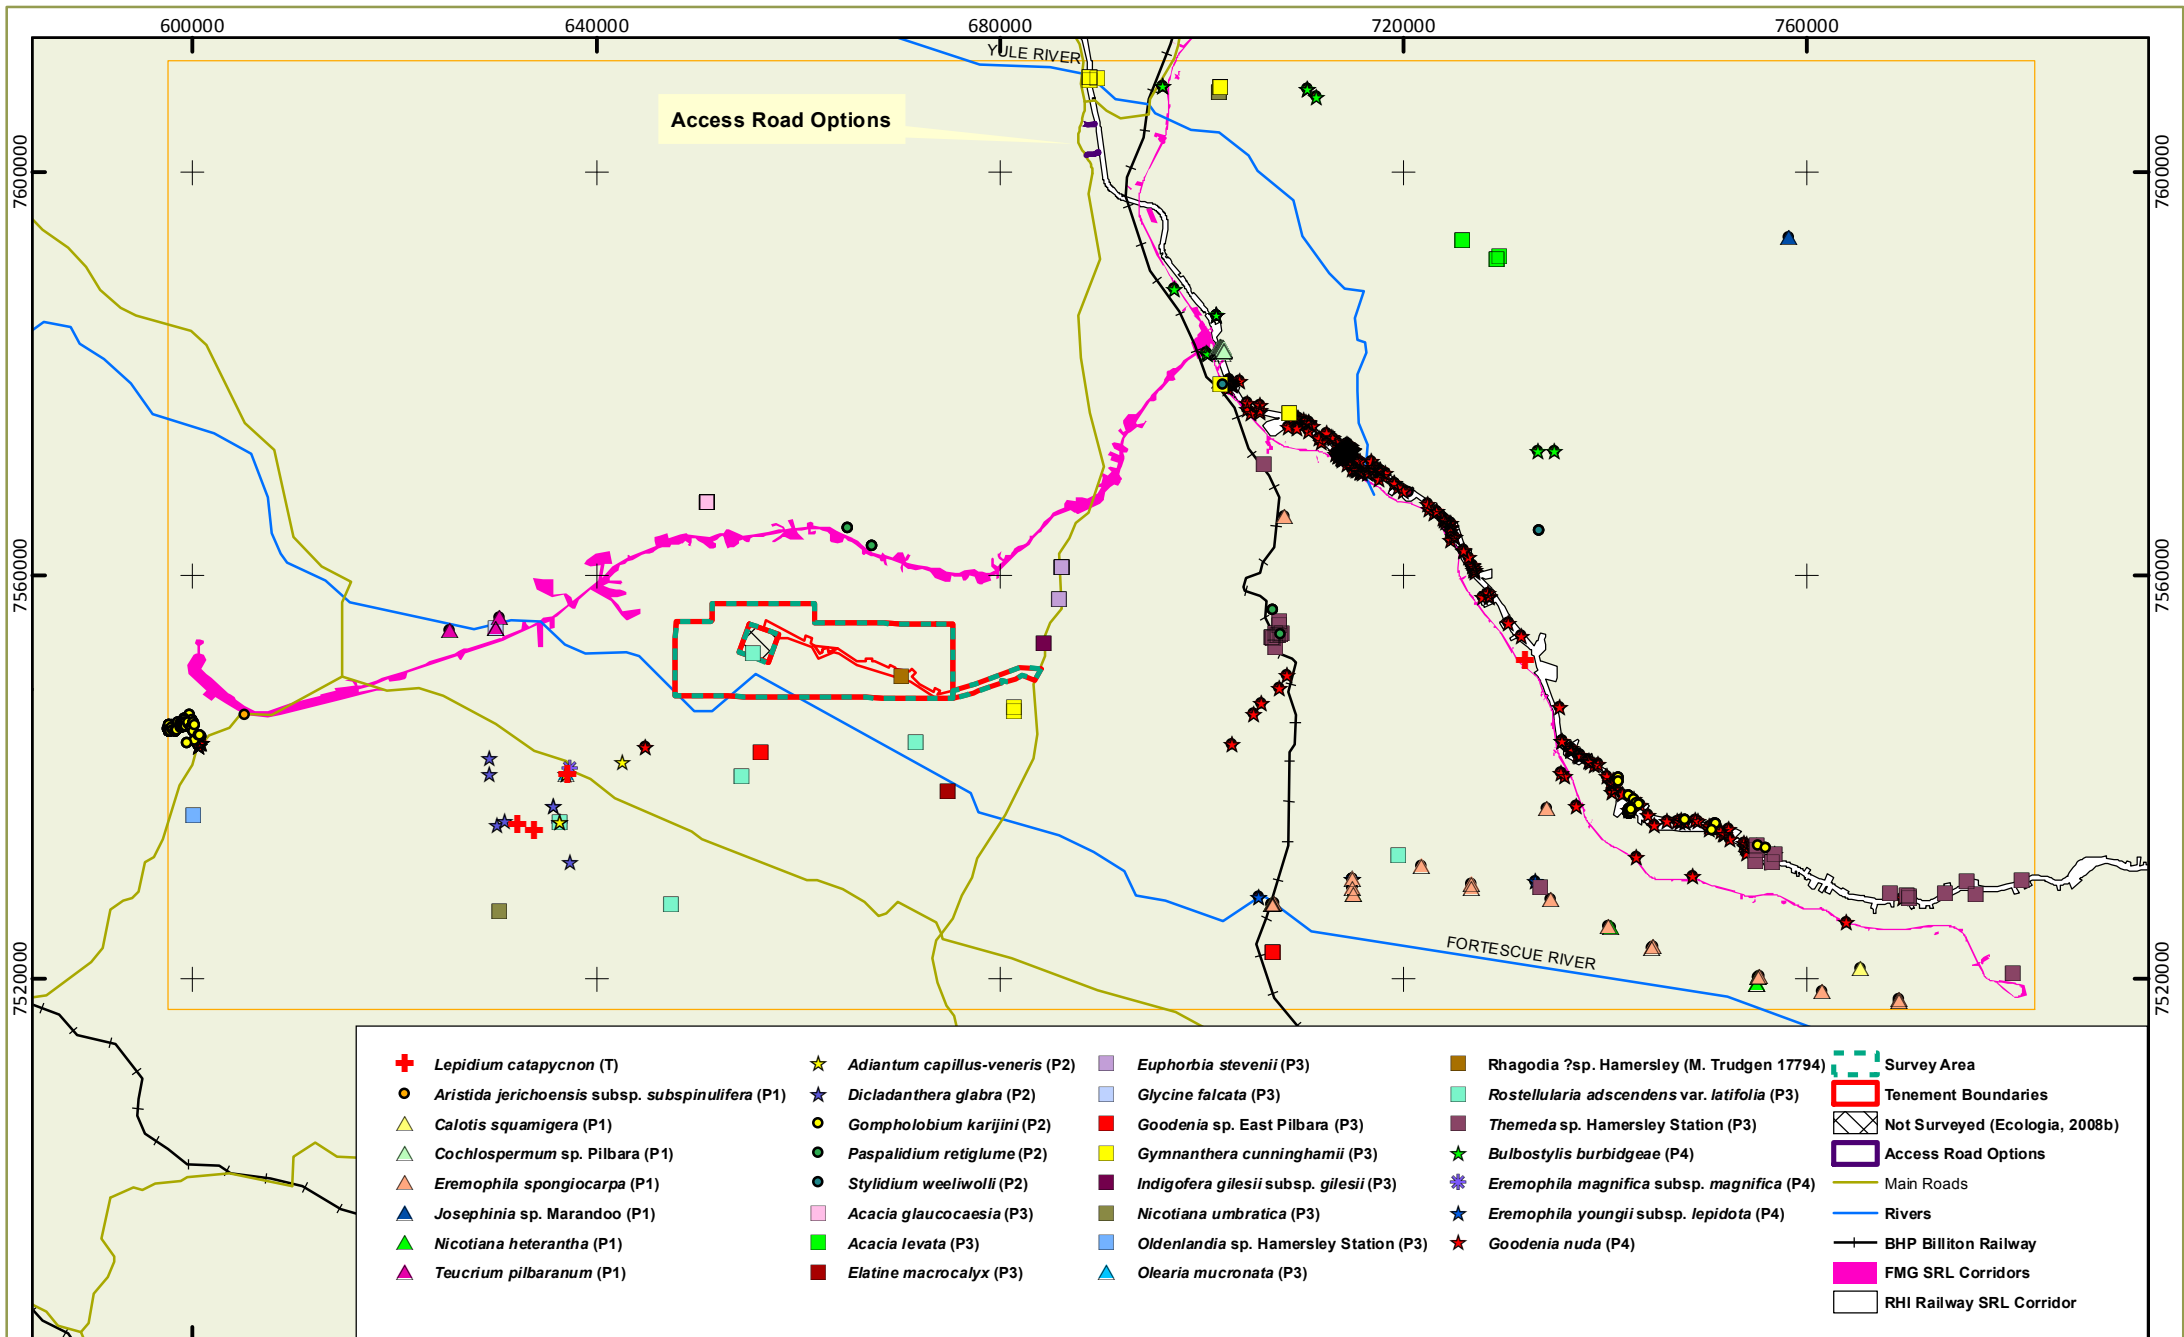 600000 640000 680000 720000 760000
YULE RIVER
Access Road Options
7600000 7600000
7560000 7560000
FORTESCUE RIVER
7520000 7520000
Lepidium catapycnon (T)
Aristida jerichoensis subsp. subspinulifera (P1)
Calotis squamigera (P1)
Cochlospermum sp. Pilbara (P1)
Eremophila spongiocarpa (P1)
Josephinia sp. Marandoo (P1)
Nicotiana heterantha (P1)
Teucrium pilbaranum (P1)
Adiantum capillus-veneris (P2)
Dicladanthera glabra (P2)
Gompholobium karijini (P2)
Paspalidium retiglume (P2)
Stylidium weeliwolli (P2)
Acacia glaucocaesia (P3)
Acacia levata (P3)
Elatine macrocalyx (P3)
Euphorbia stevenii (P3)
Glycine falcata (P3)
Goodenia sp. East Pilbara (P3)
Gymnanthera cunninghamii (P3)
Indigofera gilesii subsp. gilesii (P3)
Nicotiana umbratica (P3)
Oldenlandia sp. Hamersley Station (P3)
Olearia mucronata (P3)
Rhagodia ?sp. Hamersley (M. Trudgen 17794)
Rostellularia adscendens var. latifolia (P3)
Themeda sp. Hamersley Station (P3)
Bulbostylis burbidgeae (P4)
Eremophila magnifica subsp. magnifica (P4)
Eremophila youngii subsp. lepidota (P4)
Goodenia nuda (P4)
Survey Area
Tenement Boundaries
Not Surveyed (Ecologia, 2008b)
Access Road Options
Main Roads
Rivers
BHP Billiton Railway
FMG SRL Corridors
RHI Railway SRL Corridor